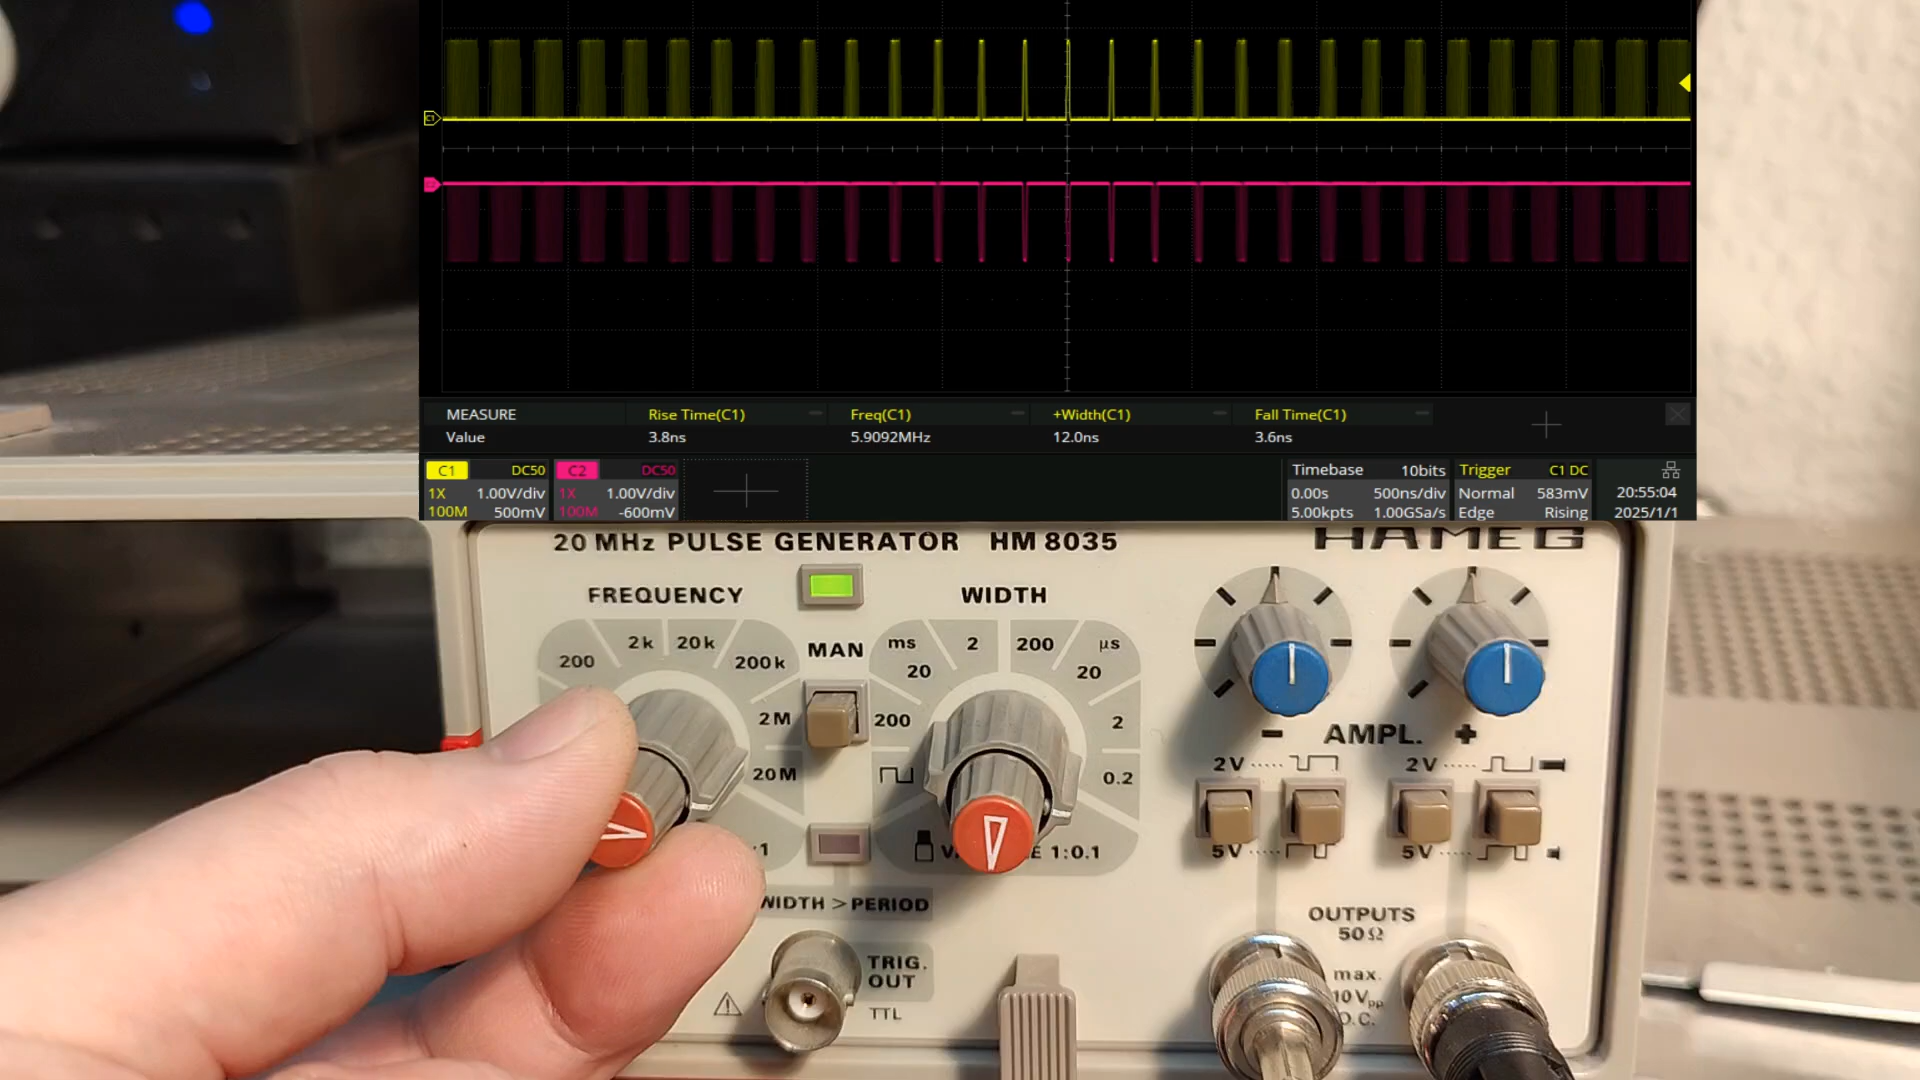 C1
MEASURE Rise Time(C1) Freq(C1) +Width(C1) Fall Time(C1)
Value 3.8ns 5.9092MHz 12.0ns 3.6ns
C1 DC50 C2 DC50 Timebase 10bits Trigger C1 DC
1X 1.00V/div 1X 1.00V/div 0.00s 500ns/div Normal 583mV 20:55:04
100M 500mV 100M -600mV 5.00kpts 1.00GSa/s Edge Rising 2025/1/1
20 MHz PULSE GENERATOR HM 8035 HAMEG
FREQUENCY WIDTH
200 2k 20k 200k 2M 20M
MAN
ms 2 200 µs
20 20
200 2
0.2
1:0.1
- AMPL. +
2V 2V
5V 5V
WIDTH > PERIOD
OUTPUTS
50Ω
TRIG.
OUT
TTL
max.
10Vpp
O.C.